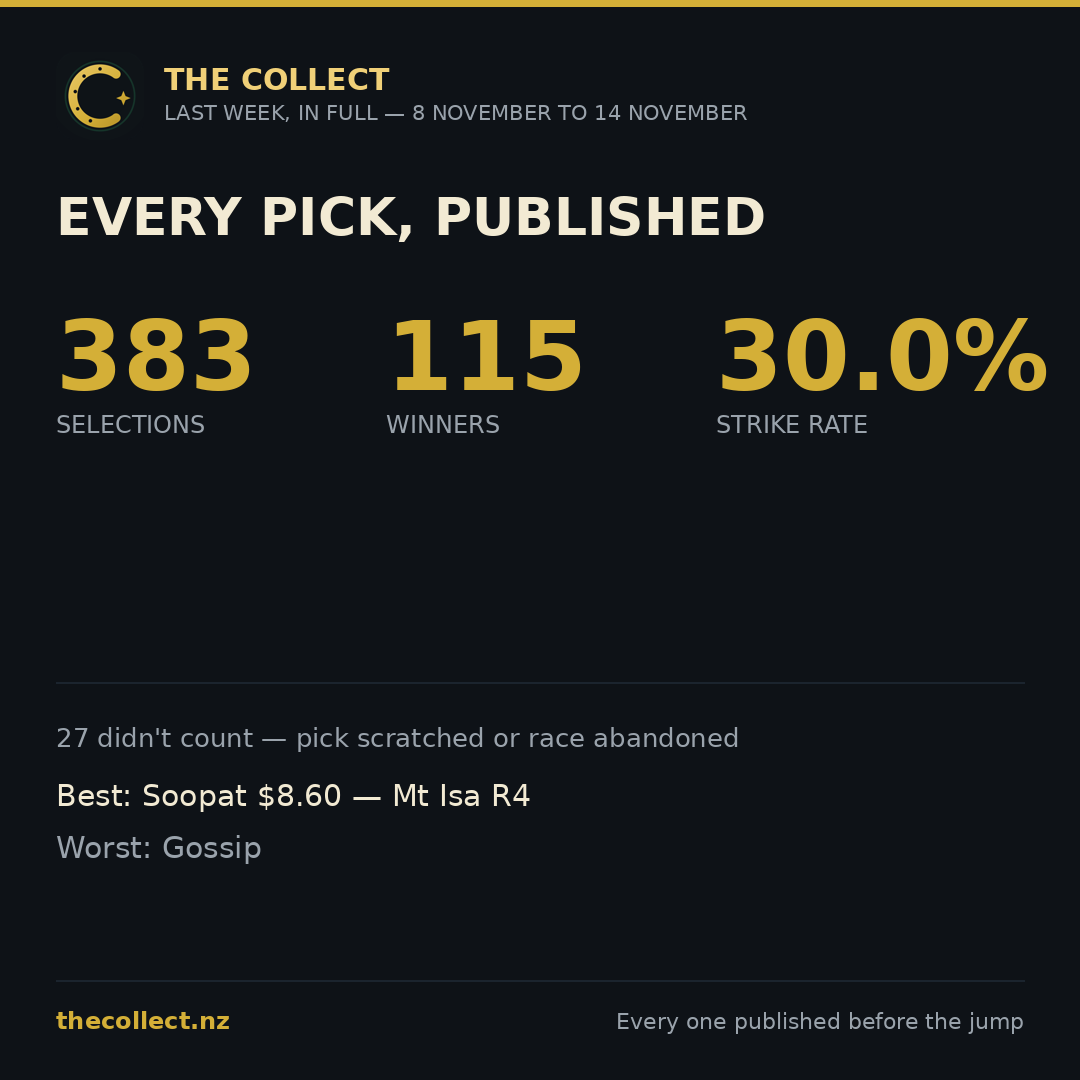 THE COLLECT
LAST WEEK, IN FULL — 8 NOVEMBER TO 14 NOVEMBER
EVERY PICK, PUBLISHED
383 115 30.0%
SELECTIONS WINNERS STRIKE RATE
27 didn't count — pick scratched or race abandoned
Best: Soopat $8.60 — Mt Isa R4
Worst: Gossip
thecollect.nz Every one published before the jump